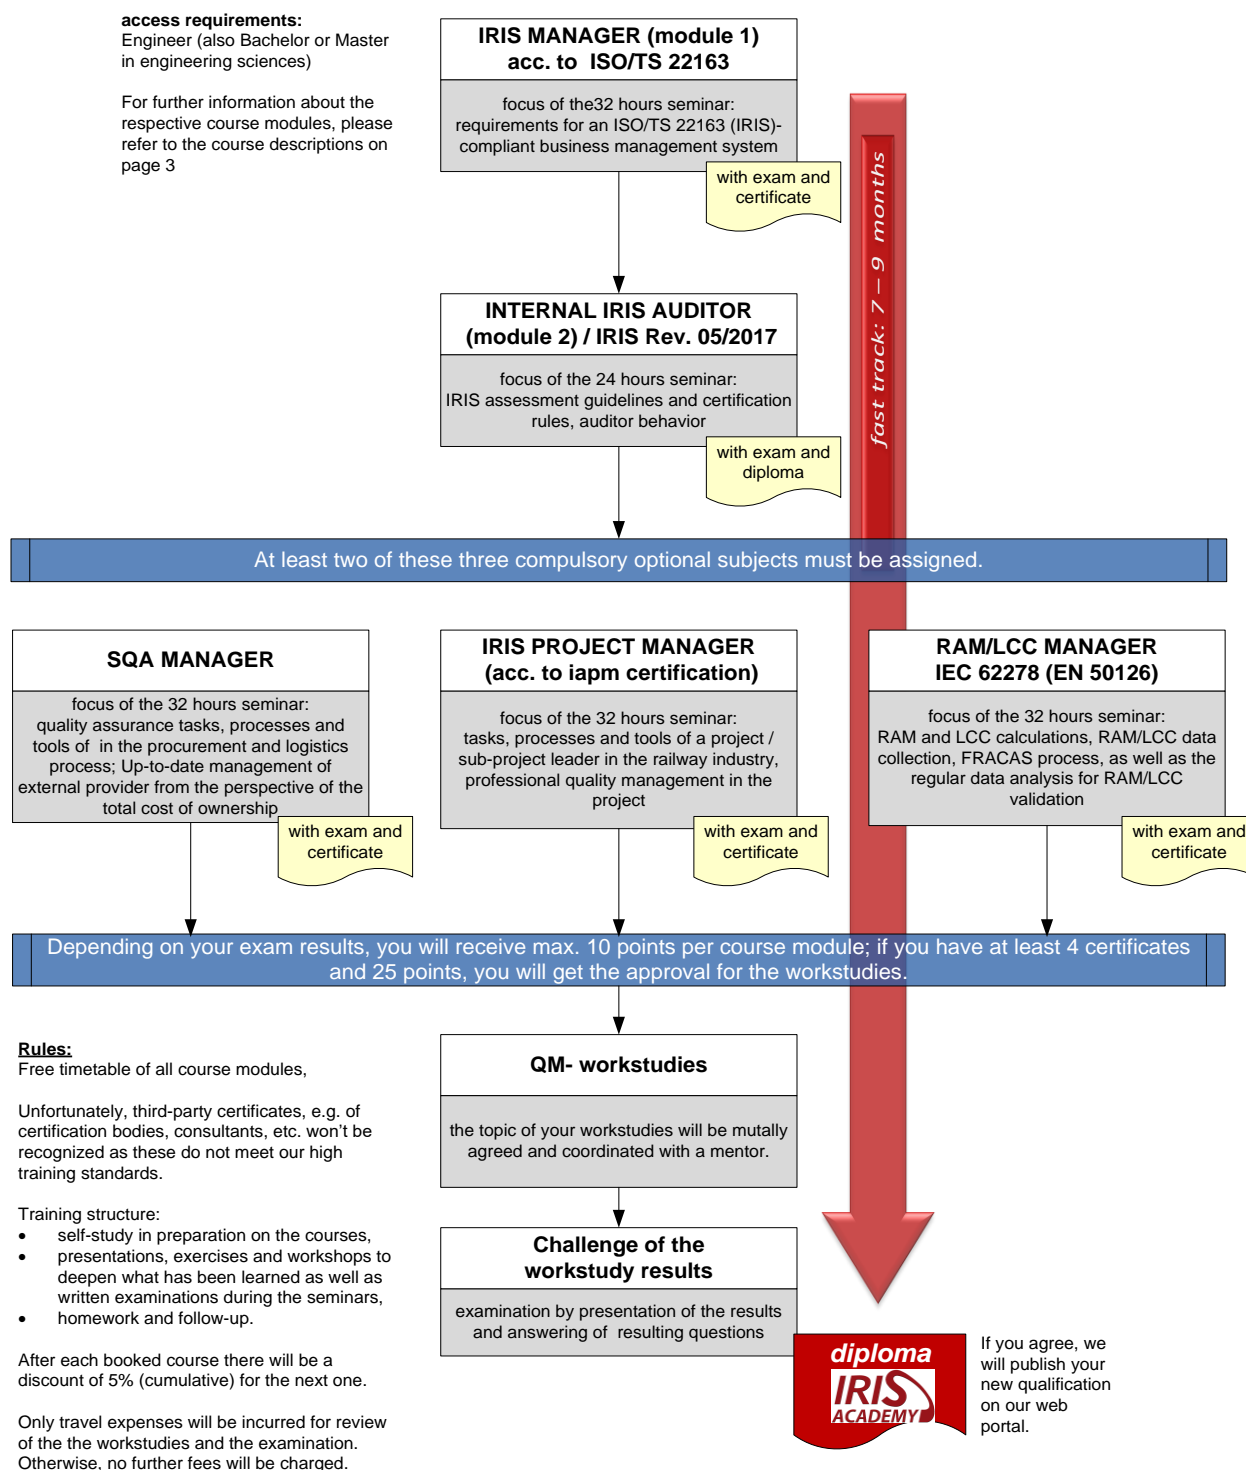 access requirements:
Engineer (also Bachelor or Master
in engineering sciences)
For further information about the
respective course modules, please
refer to the course descriptions on
page 3
IRIS MANAGER (module 1)
acc. to  ISO/TS 22163
focus of the32 hours seminar:
requirements for an ISO/TS 22163 (IRIS)-
compliant business management system
with exam and
certificate
fast track: 7 – 9  months
INTERNAL IRIS AUDITOR
(module 2) / IRIS Rev. 05/2017
focus of the 24 hours seminar:
IRIS assessment guidelines and certification
rules, auditor behavior
with exam and
diploma
At least two of these three compulsory optional subjects must be assigned.
SQA MANAGER
focus of the 32 hours seminar:
quality assurance tasks, processes and
tools of  in the procurement and logistics
process; Up-to-date management of
external provider from the perspective of the
total cost of ownership
with exam and
certificate
IRIS PROJECT MANAGER
(acc. to iapm certification)
focus of the 32 hours seminar:
tasks, processes and tools of a project /
sub-project leader in the railway industry,
professional quality management in the
project
with exam and
certificate
RAM/LCC MANAGER
IEC 62278 (EN 50126)
focus of the 32 hours seminar:
RAM and LCC calculations, RAM/LCC data
collection, FRACAS process, as well as the
regular data analysis for RAM/LCC
validation
with exam and
certificate
Depending on your exam results, you will receive max. 10 points per course module; if you have at least 4 certificates
and 25 points, you will get the approval for the workstudies.
QM- workstudies
the topic of your workstudies will be mutally
agreed and coordinated with a mentor.
Challenge of the
workstudy results
examination by presentation of the results
and answering of  resulting questions
Rules:
Free timetable of all course modules,
Unfortunately, third-party certificates, e.g. of
certification bodies, consultants, etc. won't be
recognized as these do not meet our high
training standards.
Training structure:
• self-study in preparation on the courses,
• presentations, exercises and workshops to
deepen what has been learned as well as
written examinations during the seminars,
• homework and follow-up.
After each booked course there will be a
discount of 5% (cumulative) for the next one.
Only travel expenses will be incurred for review
of the the workstudies and the examination.
Otherwise, no further fees will be charged.
diploma
IRIS
ACADEMY
If you agree, we
will publish your
new qualification
on our web
portal.